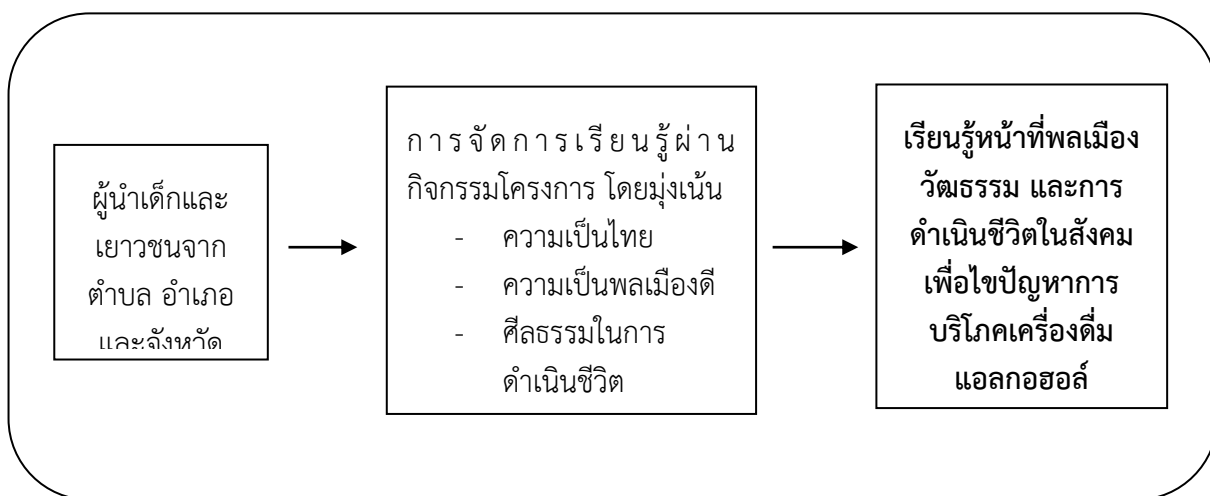 ผู้นำเด็กและ
เยาวชนจาก
ตำบล อำเภอ
และจังหวัด
การจัดการเรียนรู้ผ่าน
กิจกรรมโครงการ โดยมุ่งเน้น
- ความเป็นไทย
- ความเป็นพลเมืองดี
- ศีลธรรมในการ
ดำเนินชีวิต
เรียนรู้หน้าที่พลเมือง
วัฒธรรม และการ
ดำเนินชีวิตในสังคม
เพื่อไขปัญหาการ
บริโภคเครื่องดื่ม
แอลกอฮอล์